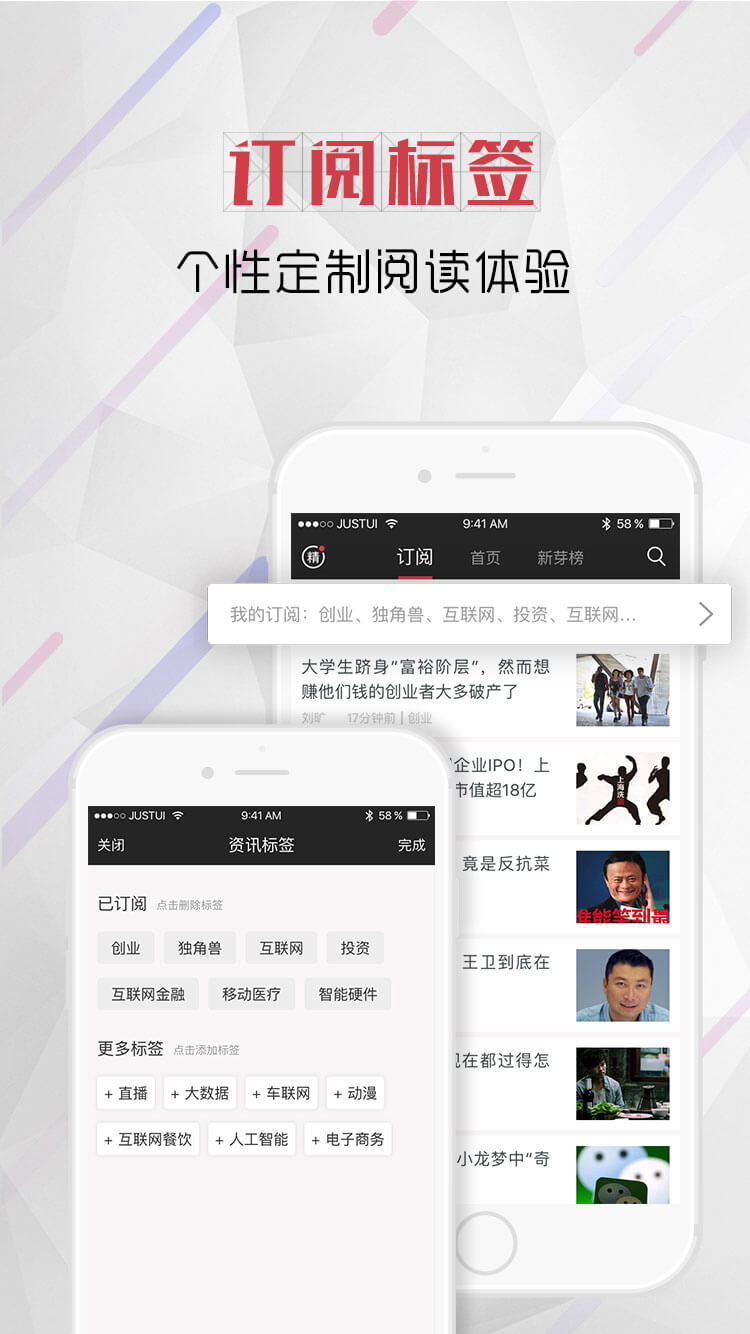 订阅标签
个性定制阅读体验
JUSTUI 9:41 AM 58%
精 订阅 首页 新芽榜
我的订阅：创业、独角兽、互联网、投资、互联网...
大学生跻身“富裕阶层”，然而想
赚他们钱的创业者大多破产了
刘旷 17分钟前 | 创业
企业IPO！上
市值超18亿
上海洗
竟是反抗菜
谁能笑到最
王卫到底在
现在都过得怎
小龙梦中“奇
JUSTUI 9:41 AM 58%
关闭 资讯标签 完成
已订阅 点击删除标签
创业 独角兽 互联网 投资
互联网金融 移动医疗 智能硬件
更多标签 点击添加标签
+ 直播 + 大数据 + 车联网 + 动漫
+ 互联网餐饮 + 人工智能 + 电子商务